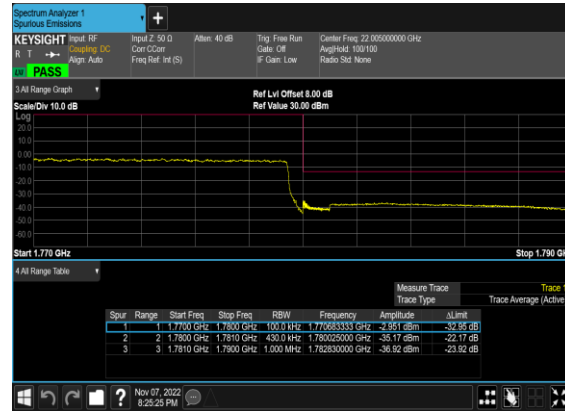 Spectrum Analyzer 1
Spurious Emissions
+
KEYSIGHT Input: RF Input Z: 50 Ω Atten: 40 dB Trig: Free Run Center Freq: 22.005000000 GHz
R T Coupling: DC Corr CCorr Gate: Off Avg|Hold: 100/100
Align: Auto Freq Ref: Int (S) IF Gain: Low Radio Std: None
PASS
3 All Range Graph
Ref Lvl Offset 8.00 dB
Scale/Div 10.0 dB Ref Value 30.00 dBm
Log
20.0
10.0
0.00
-10.0
-20.0
-30.0
-40.0
-50.0
-60.0
Start 1.770 GHz Stop 1.790 GH
4 All Range Table
Measure Trace Trace 1
Trace Type Trace Average (Active
Spur Range Start Freq Stop Freq RBW Frequency Amplitude ΔLimit
1 1 1.7700 GHz 1.7800 GHz 100.0 kHz 1.770683333 GHz -2.951 dBm -32.95 dB
2 2 1.7800 GHz 1.7810 GHz 430.0 kHz 1.780025000 GHz -35.17 dBm -22.17 dB
3 3 1.7810 GHz 1.7900 GHz 1.000 MHz 1.782830000 GHz -36.92 dBm -23.92 dB
? Nov 07, 2022
8:25:25 PM